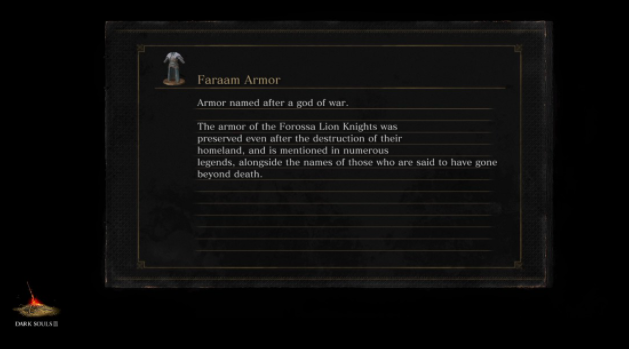 Faraam Armor
Armor named after a god of war.
The armor of the Forossa Lion Knights was
preserved even after the destruction of their
homeland, and is mentioned in numerous
legends, alongside the names of those who are said to have gone
beyond death.
DARK SOULS III